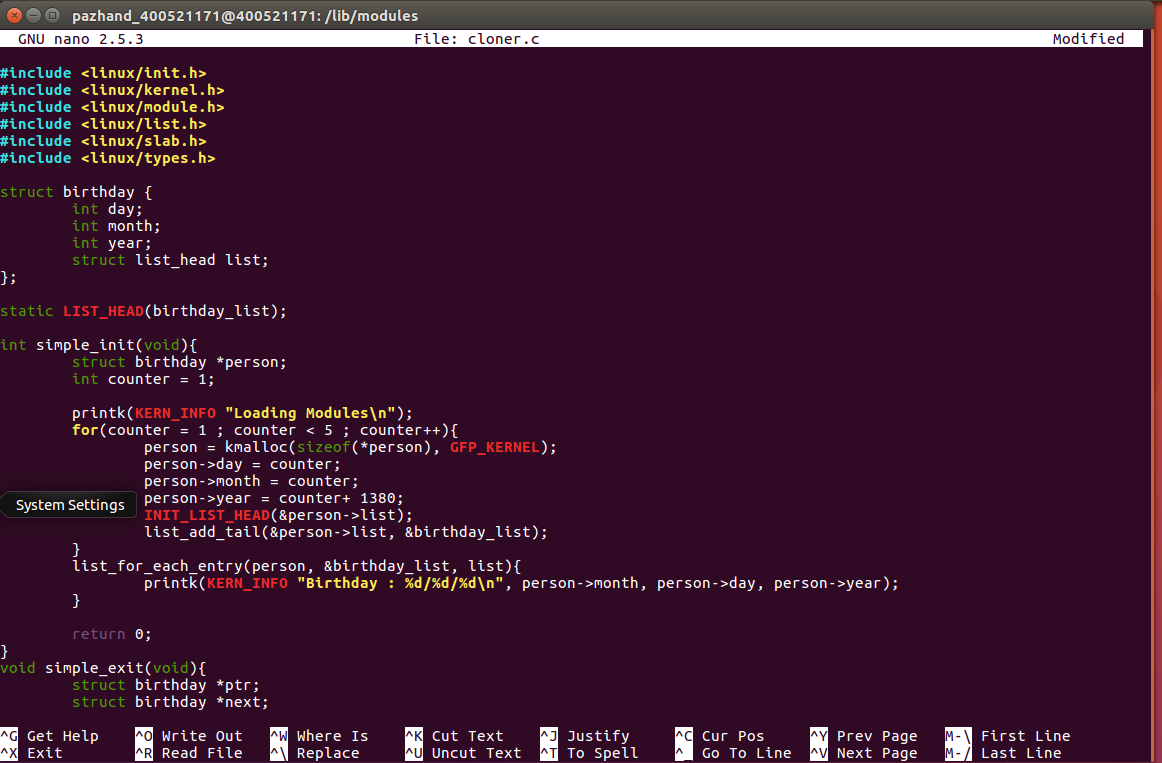 pazhand_400521171@400521171: /lib/modules
GNU nano 2.5.3 File: cloner.c Modified
#include <linux/init.h>
#include <linux/kernel.h>
#include <linux/module.h>
#include <linux/list.h>
#include <linux/slab.h>
#include <linux/types.h>
struct birthday {
        int day;
        int month;
        int year;
        struct list_head list;
};
static LIST_HEAD(birthday_list);
int simple_init(void){
        struct birthday *person;
        int counter = 1;
        printk(KERN_INFO "Loading Modules\n");
        for(counter = 1 ; counter < 5 ; counter++){
                person = kmalloc(sizeof(*person), GFP_KERNEL);
                person->day = counter;
                person->month = counter;
                person->year = counter+ 1380;
System Settings
                INIT_LIST_HEAD(&person->list);
                list_add_tail(&person->list, &birthday_list);
        }
        list_for_each_entry(person, &birthday_list, list){
                printk(KERN_INFO "Birthday : %d/%d/%d\n", person->month, person->day, person->year);
        }
        return 0;
}
void simple_exit(void){
        struct birthday *ptr;
        struct birthday *next;
^G Get Help ^O Write Out ^W Where Is ^K Cut Text ^J Justify ^C Cur Pos ^Y Prev Page M-\ First Line
^X Exit ^R Read File ^\ Replace ^U Uncut Text ^T To Spell ^_ Go To Line ^V Next Page M-/ Last Line